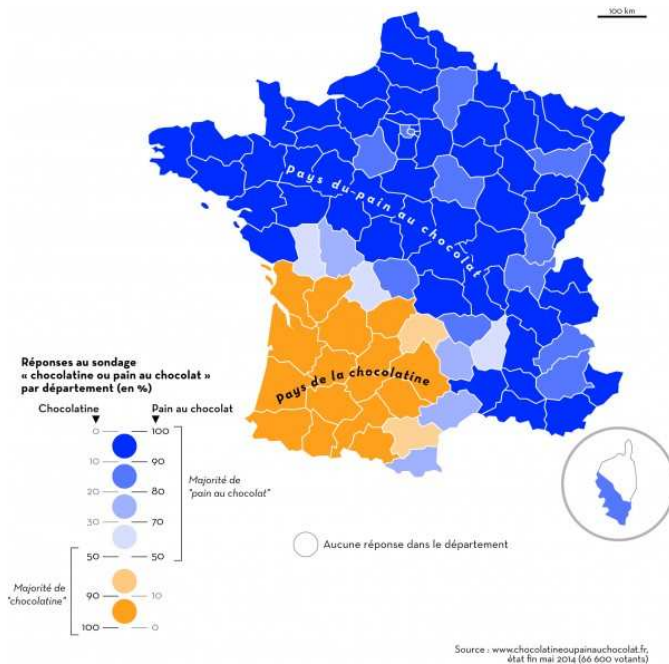 100 km
pays du pain au chocolat
pays de la chocolatine
Réponses au sondage
« chocolatine ou pain au chocolat »
par département (en %)
Chocolatine Pain au chocolat
0 100
10 90
20 80
30 70
50 50
90 10
100 0
Majorité de
"pain au chocolat"
Majorité de
"chocolatine"
Aucune réponse dans le département
Source : www.chocolatineoupainauchocolat.fr,
état fin mai 2014 (66 600 votants)